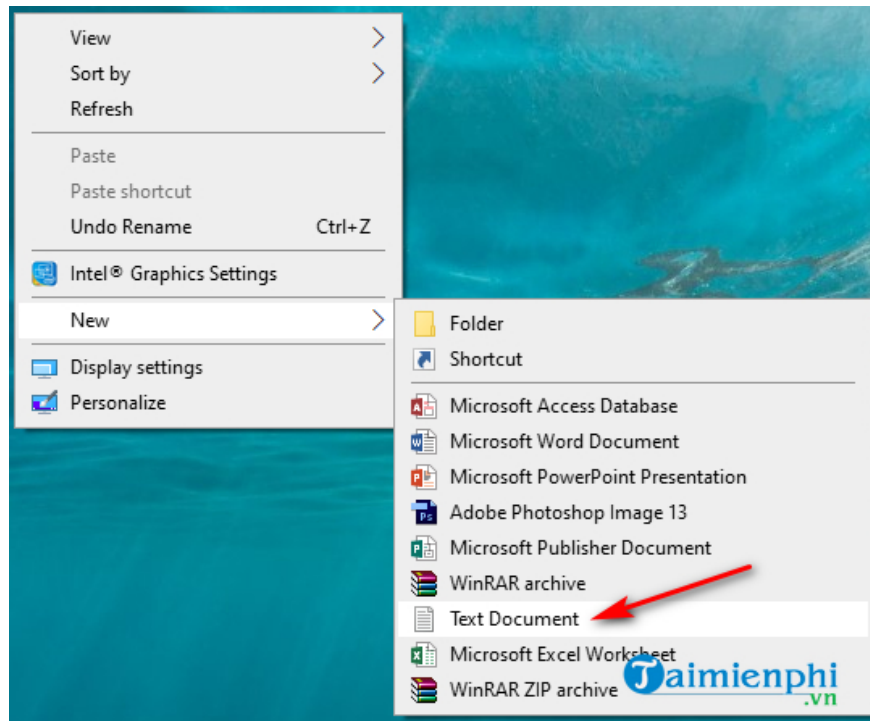 View
Sort by
Refresh
Paste
Paste shortcut
Undo Rename Ctrl+Z
Intel® Graphics Settings
New
Display settings
Personalize
Folder
Shortcut
Microsoft Access Database
Microsoft Word Document
Microsoft PowerPoint Presentation
Adobe Photoshop Image 13
Microsoft Publisher Document
WinRAR archive
Text Document
Microsoft Excel Worksheet
WinRAR ZIP archive
Taimienphi
.vn